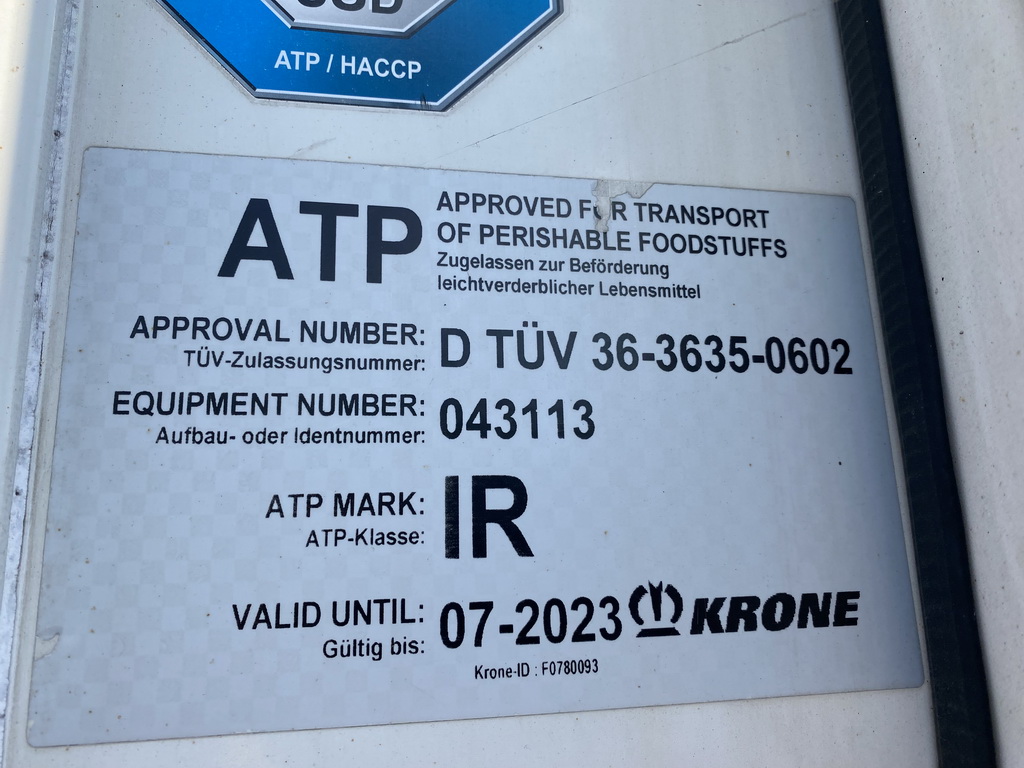 ATP / HACCP
ATP
APPROVED FOR TRANSPORT
OF PERISHABLE FOODSTUFFS
Zugelassen zur Beförderung
leichtverderblicher Lebensmittel
APPROVAL NUMBER: D TÜV 36-3635-0602
TÜV-Zulassungsnummer:
EQUIPMENT NUMBER: 043113
Aufbau- oder Identnummer:
ATP MARK: IR
ATP-Klasse:
VALID UNTIL: 07-2023 KRONE
Gültig bis:
Krone-ID : F0780093